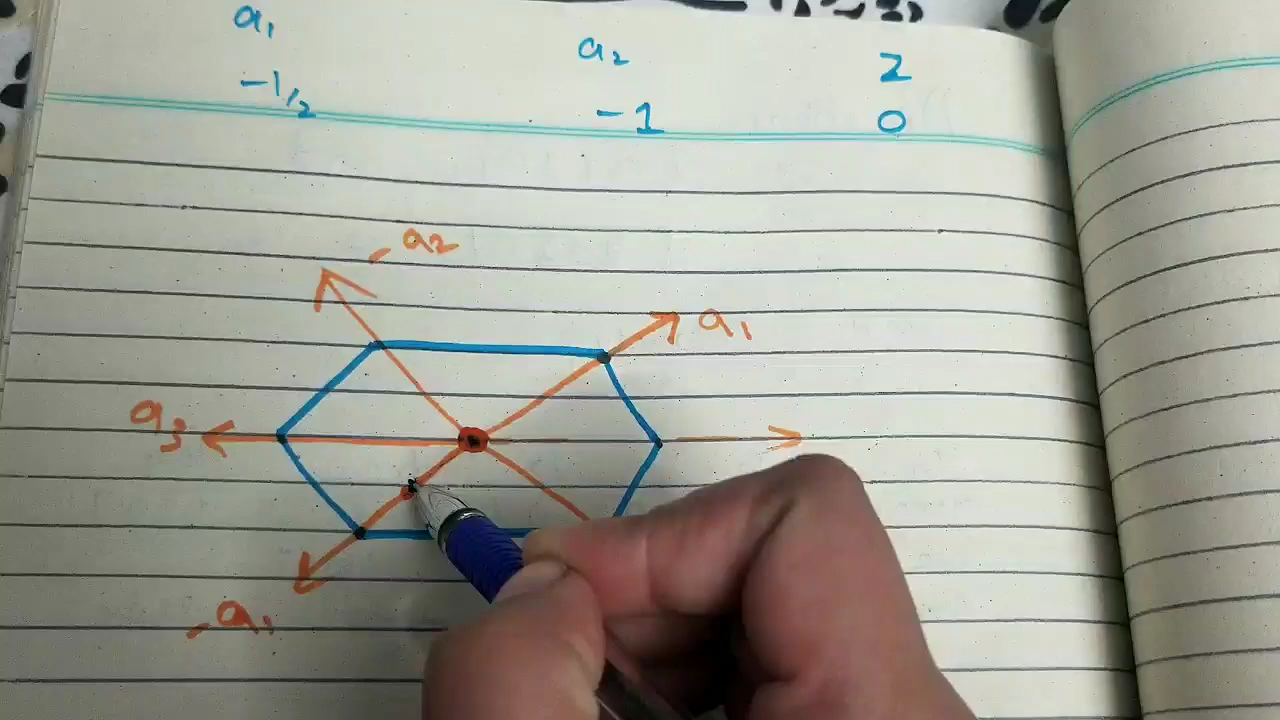 a₁ a₂ Z
-1/2 -1 0
-a₂
a₁
a₃
-a₁